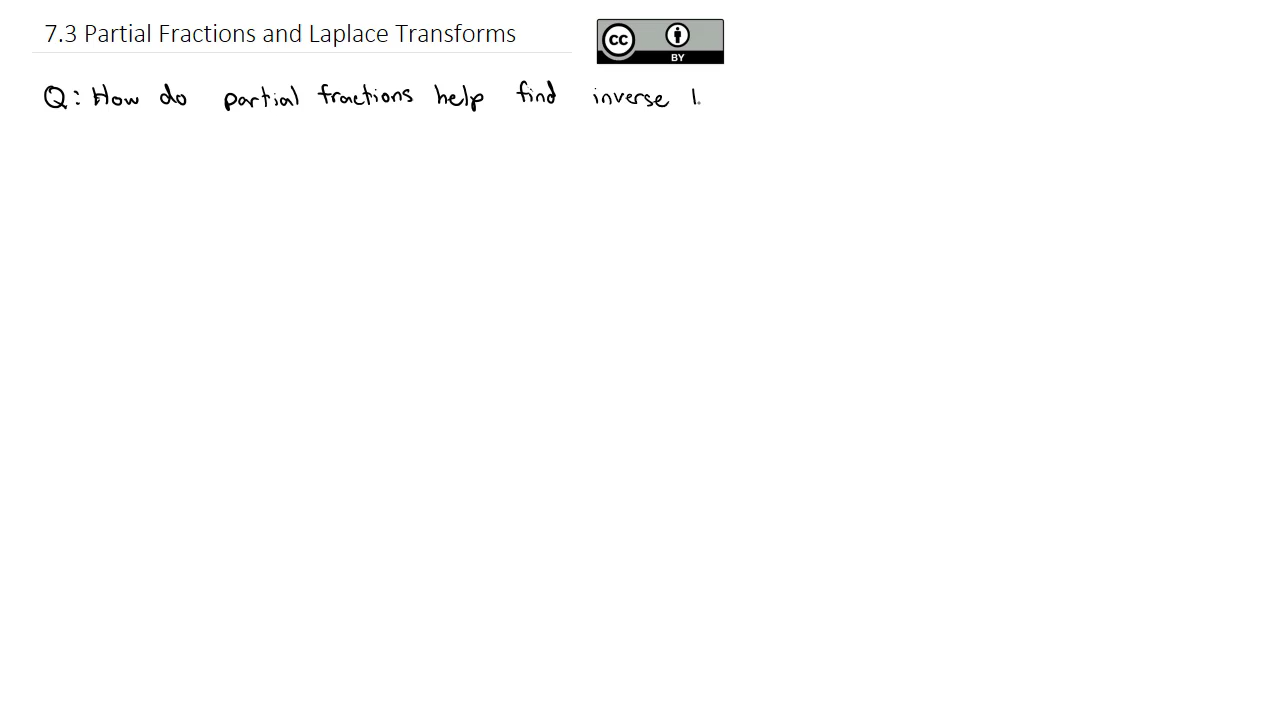 7.3 Partial Fractions and Laplace Transforms
CC BY
Q: How do partial fractions help find inverse